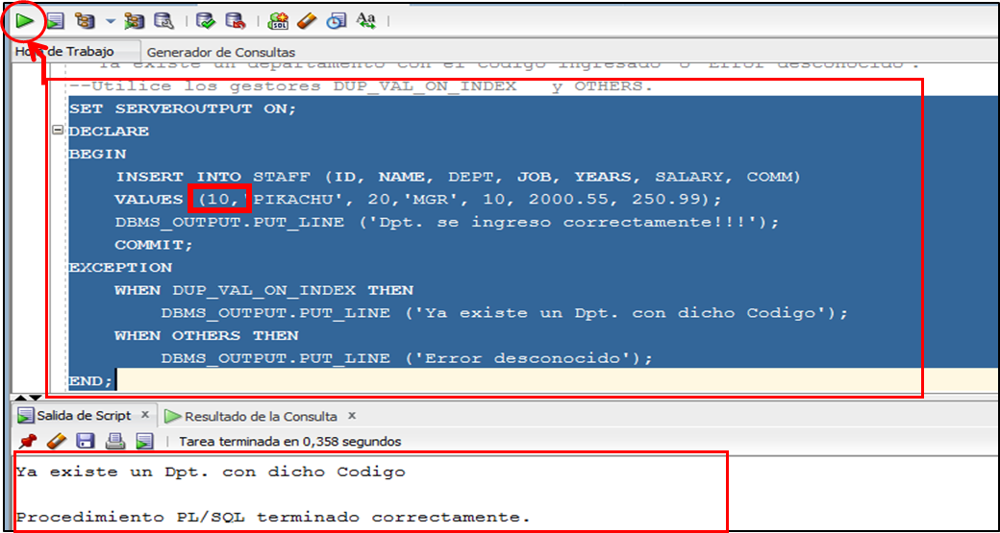 SQL
Aa
Hoja de Trabajo
Generador de Consultas
Ya existe un departamento con el Codigo ingresado o Error desconocido .
--Utilice los gestores DUP_VAL_ON_INDEX y OTHERS.
SET SERVEROUTPUT ON;
DECLARE
BEGIN
INSERT INTO STAFF (ID, NAME, DEPT, JOB, YEARS, SALARY, COMM)
VALUES (10,'PIKACHU', 20,'MGR', 10, 2000.55, 250.99);
DBMS_OUTPUT.PUT_LINE ('Dpt. se ingreso correctamente!!!');
COMMIT;
EXCEPTION
WHEN DUP_VAL_ON_INDEX THEN
DBMS_OUTPUT.PUT_LINE ('Ya existe un Dpt. con dicho Codigo');
WHEN OTHERS THEN
DBMS_OUTPUT.PUT_LINE ('Error desconocido');
END;
Salida de Script x
Resultado de la Consulta x
Tarea terminada en 0,358 segundos
Ya existe un Dpt. con dicho Codigo
Procedimiento PL/SQL terminado correctamente.